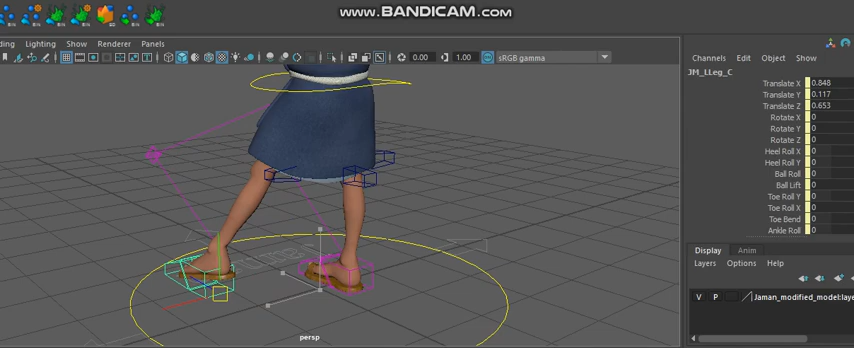 www.BANDICAM.com
Lighting Show Renderer Panels
0.00 1.00 sRGB gamma
Channels Edit Object Show
JM_LLeg_C
Translate X 0.848
Translate Y 0.117
Translate Z 0.653
Rotate X 0
Rotate Y 0
Rotate Z 0
Heel Roll X 0
Heel Roll Y 0
Ball Roll 0
Ball Lift 0
Toe Roll Y 0
Toe Roll X 0
Toe Bend 0
Ankle Roll 0
Display Anim
Layers Options Help
V P Jaman_modified_model:laye
persp